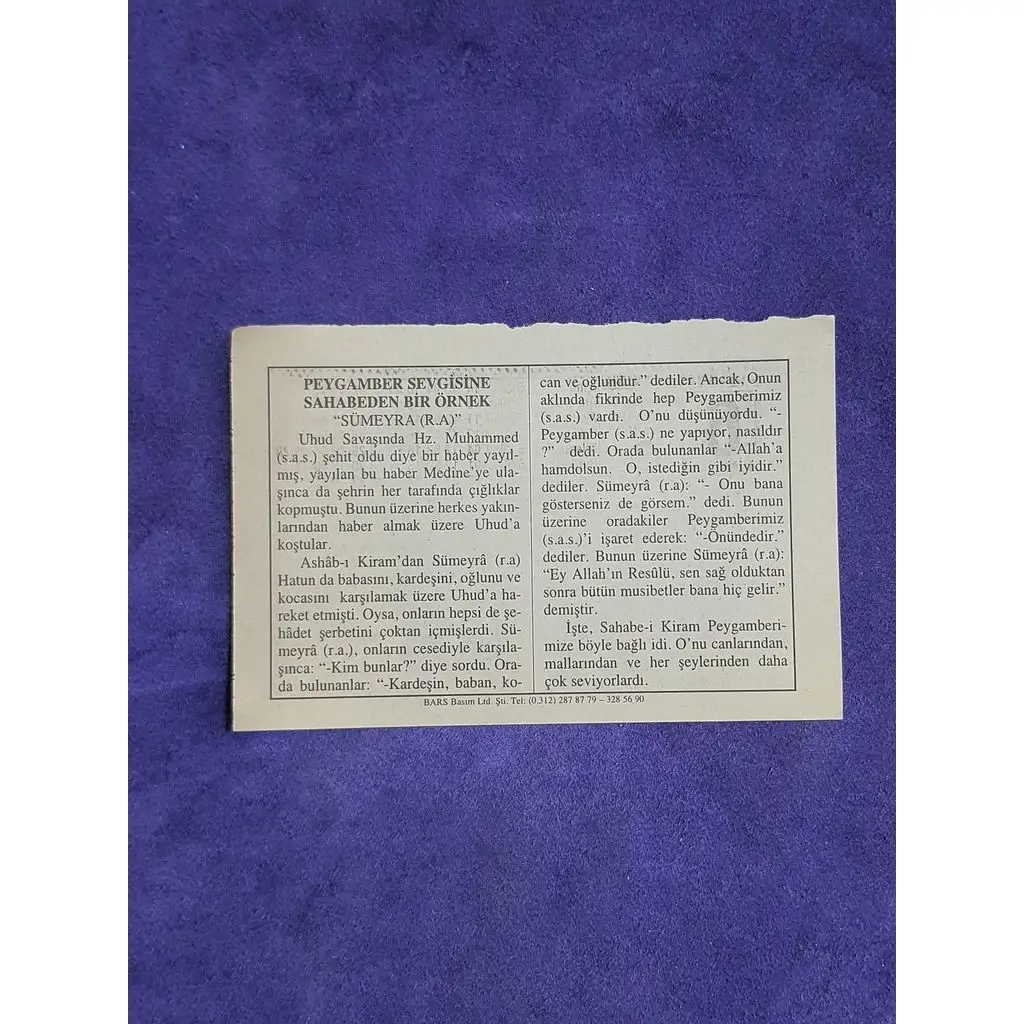 PEYGAMBER SEVGİSİNE
SAHABEDEN BİR ÖRNEK
“SÜMEYRA (R.A)”
Uhud Savaşında Hz. Muhammed
(s.a.s.) şehit oldu diye bir haber yayıl-
mış, yayılan bu haber Medine’ye ula-
şınca da şehrin her tarafında çığlıklar
kopmuştu. Bunun üzerine herkes yakın-
larından haber almak üzere Uhud’a
koştular.
Ashâb-ı Kiram’dan Sümeyrâ (r.a)
Hatun da babasını, kardeşini, oğlunu ve
kocasını karşılamak üzere Uhud’a ha-
reket etmişti. Oysa, onların hepsi de şe-
hâdet şerbetini çoktan içmişlerdi. Sü-
meyrâ (r.a.), onların cesediyle karşıla-
şınca: “-Kim bunlar?” diye sordu. Ora-
da bulunanlar: “-Kardeşin, baban, ko-
can ve oğlundur.” dediler. Ancak, Onun
aklında fikrinde hep Peygamberimiz
(s.a.s.) vardı. O’nu düşünüyordu. “-
Peygamber (s.a.s.) ne yapıyor, nasıldır
?” dedi. Orada bulunanlar “-Allah’a
hamdolsun. O, istediğin gibi iyidir.”
dediler. Sümeyrâ (r.a): “- Onu bana
gösterseniz de görsem.” dedi. Bunun
üzerine oradakiler Peygamberimiz
(s.a.s.)’i işaret ederek: “-Önündedir.”
dediler. Bunun üzerine Sümeyrâ (r.a):
“Ey Allah’ın Resûlü, sen sağ olduktan
sonra bütün musibetler bana hiç gelir.”
demiştir.
İşte, Sahabe-i Kiram Peygamberi-
mize böyle bağlı idi. O’nu canlarından,
mallarından ve her şeylerinden daha
çok seviyorlardı.
BARS Basım Ltd. Şti. Tel: (0.312) 287 87 79 – 328 56 90